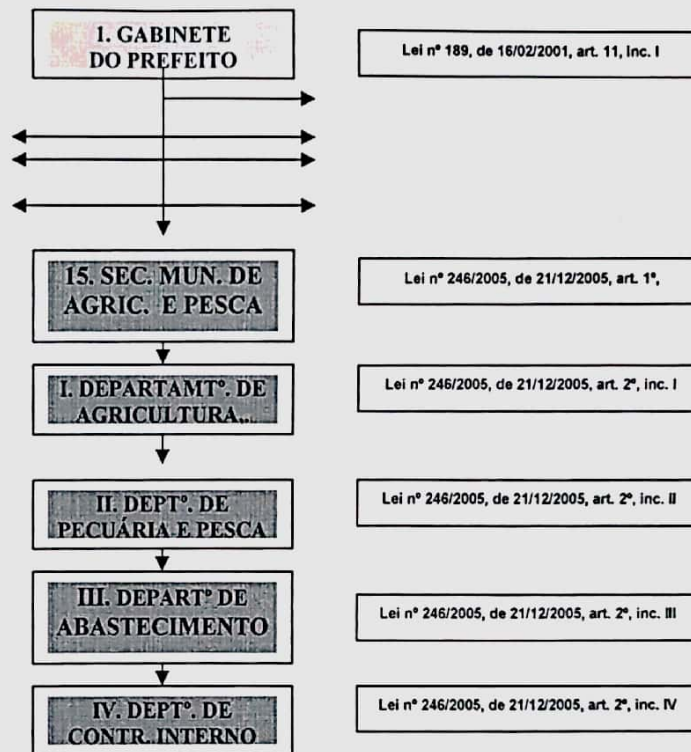 1. GABINETE
DO PREFEITO
Lei nº 189, de 16/02/2001, art. 11, Inc. I
15. SEC. MUN. DE
AGRIC. E PESCA
Lei nº 246/2005, de 21/12/2005, art. 1º,
I. DEPARTAMTº. DE
AGRICULTURA,..
Lei nº 246/2005, de 21/12/2005, art. 2º, inc. I
II. DEPTº. DE
PECUÁRIA E PESCA
Lei nº 246/2005, de 21/12/2005, art. 2º, inc. II
III. DEPARTº DE
ABASTECIMENTO
Lei nº 246/2005, de 21/12/2005, art. 2º, inc. III
IV. DEPTº. DE
CONTR. INTERNO
Lei nº 246/2005, de 21/12/2005, art. 2º, inc. IV